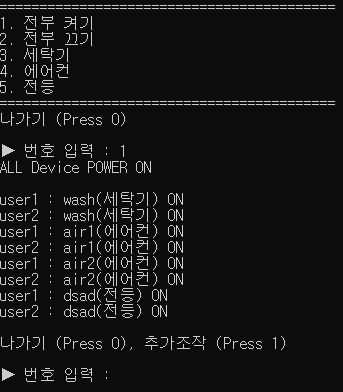 ==========================================
1. 전부 켜기
2. 전부 끄기
3. 세탁기
4. 에어컨
5. 전등
==========================================
나가기 (Press 0)
▶ 번호 입력 : 1
ALL Device POWER ON
user1 : wash(세탁기) ON
user2 : wash(세탁기) ON
user1 : air1(에어컨) ON
user2 : air1(에어컨) ON
user1 : air2(에어컨) ON
user2 : air2(에어컨) ON
user1 : dsad(전등) ON
user2 : dsad(전등) ON
나가기 (Press 0), 추가조작 (Press 1)
▶ 번호 입력 :